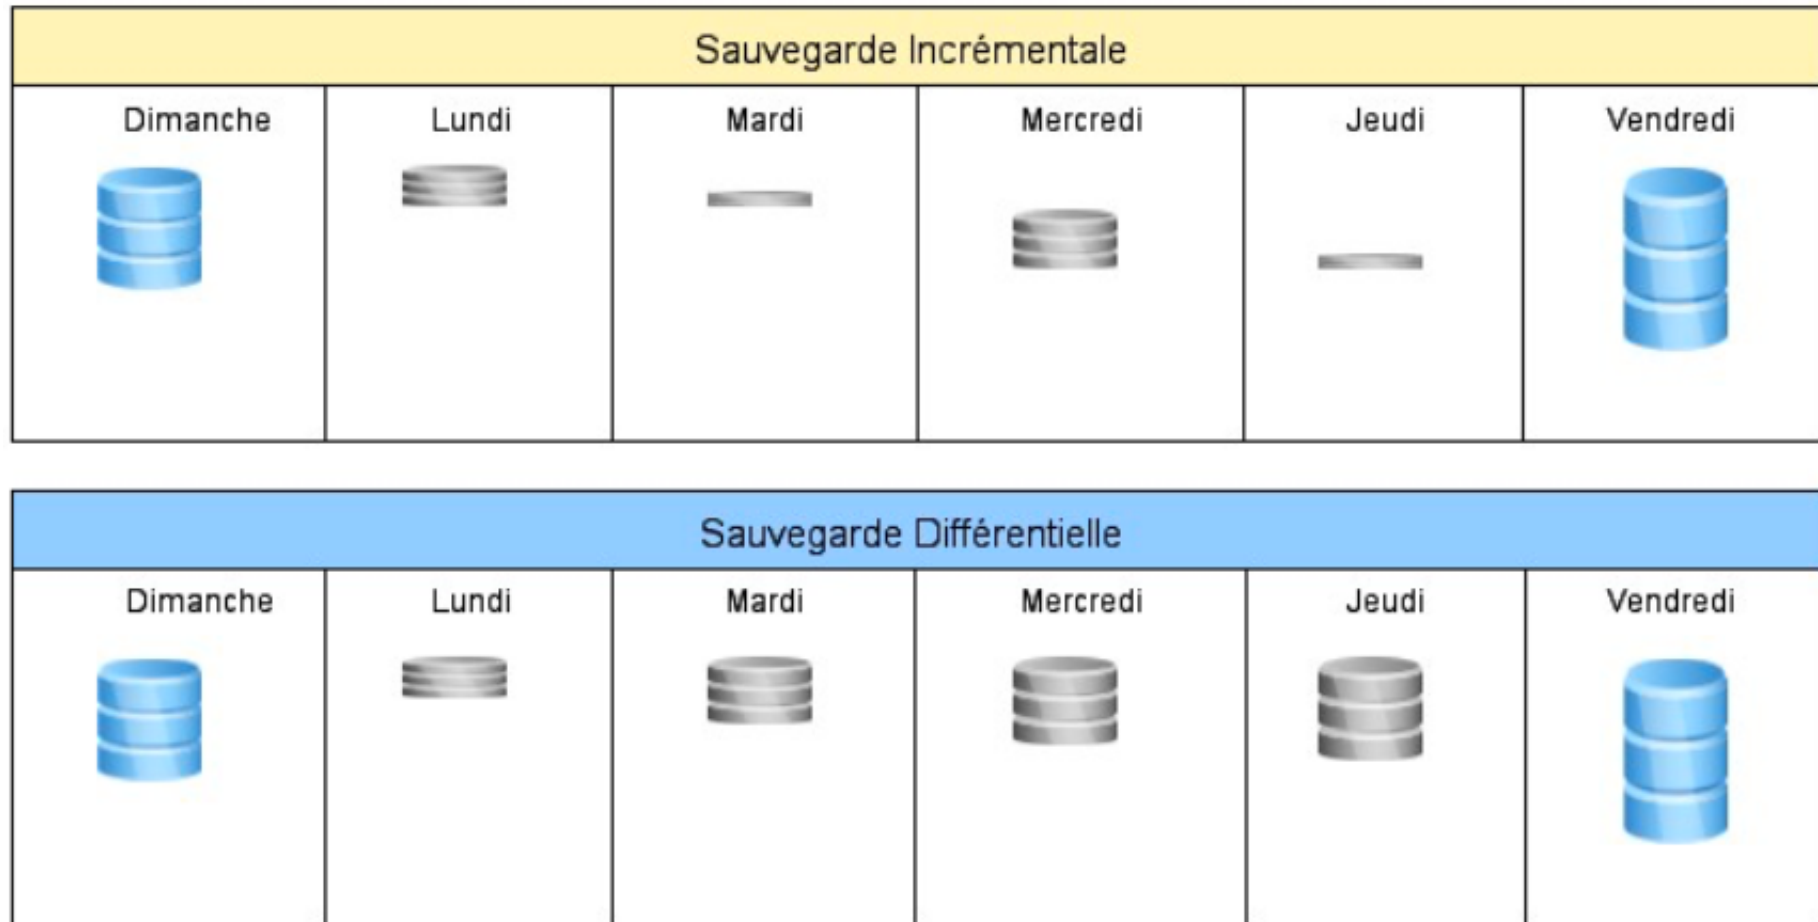 Sauvegarde Incrémentale
Dimanche Lundi Mardi Mercredi Jeudi Vendredi
Sauvegarde Différentielle
Dimanche Lundi Mardi Mercredi Jeudi Vendredi